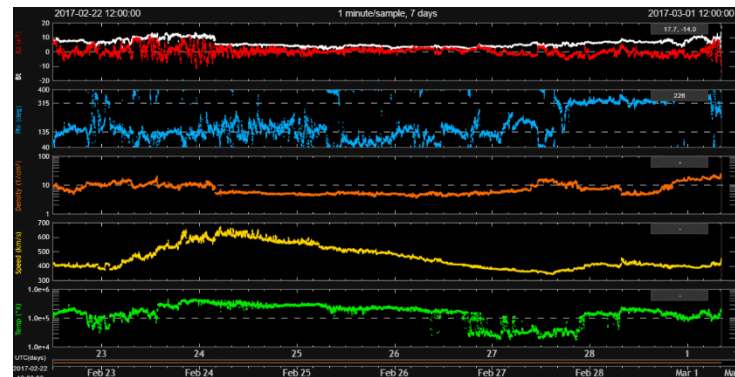 2017-02-22 12:00:00 1 minute/sample, 7 days 2017-03-01 12:00:00
20
10
0
-10
-20
Bt Bz (nT)
17.7, -14.0
400
315
135
40
Phi (deg)
226
100
10
1
Density (1/cm³)
-
700
600
500
400
300
Speed (km/s)
-
1.0e+6
1.0e+5
1.0e+4
Temp (°K)
-
23 24 25 26 27 28 1
UTC(days)
2017-02-22 Feb 23 Feb 24 Feb 25 Feb 26 Feb 27 Feb 28 Mar 1 Ma